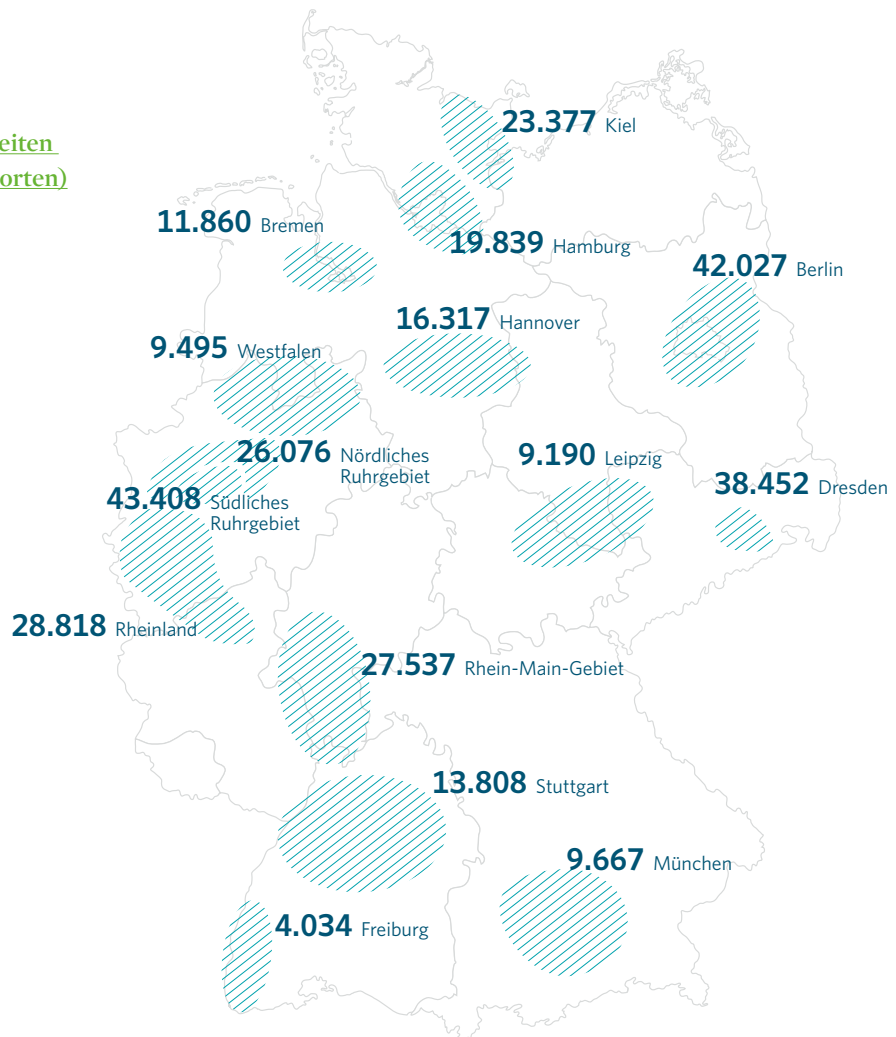 eiten
orten)
23.377 Kiel
11.860 Bremen
19.839 Hamburg
42.027 Berlin
16.317 Hannover
9.495 Westfalen
26.076 Nördliches
Ruhrgebiet
9.190 Leipzig
38.452 Dresden
43.408 Südliches
Ruhrgebiet
28.818 Rheinland
27.537 Rhein-Main-Gebiet
13.808 Stuttgart
9.667 München
4.034 Freiburg